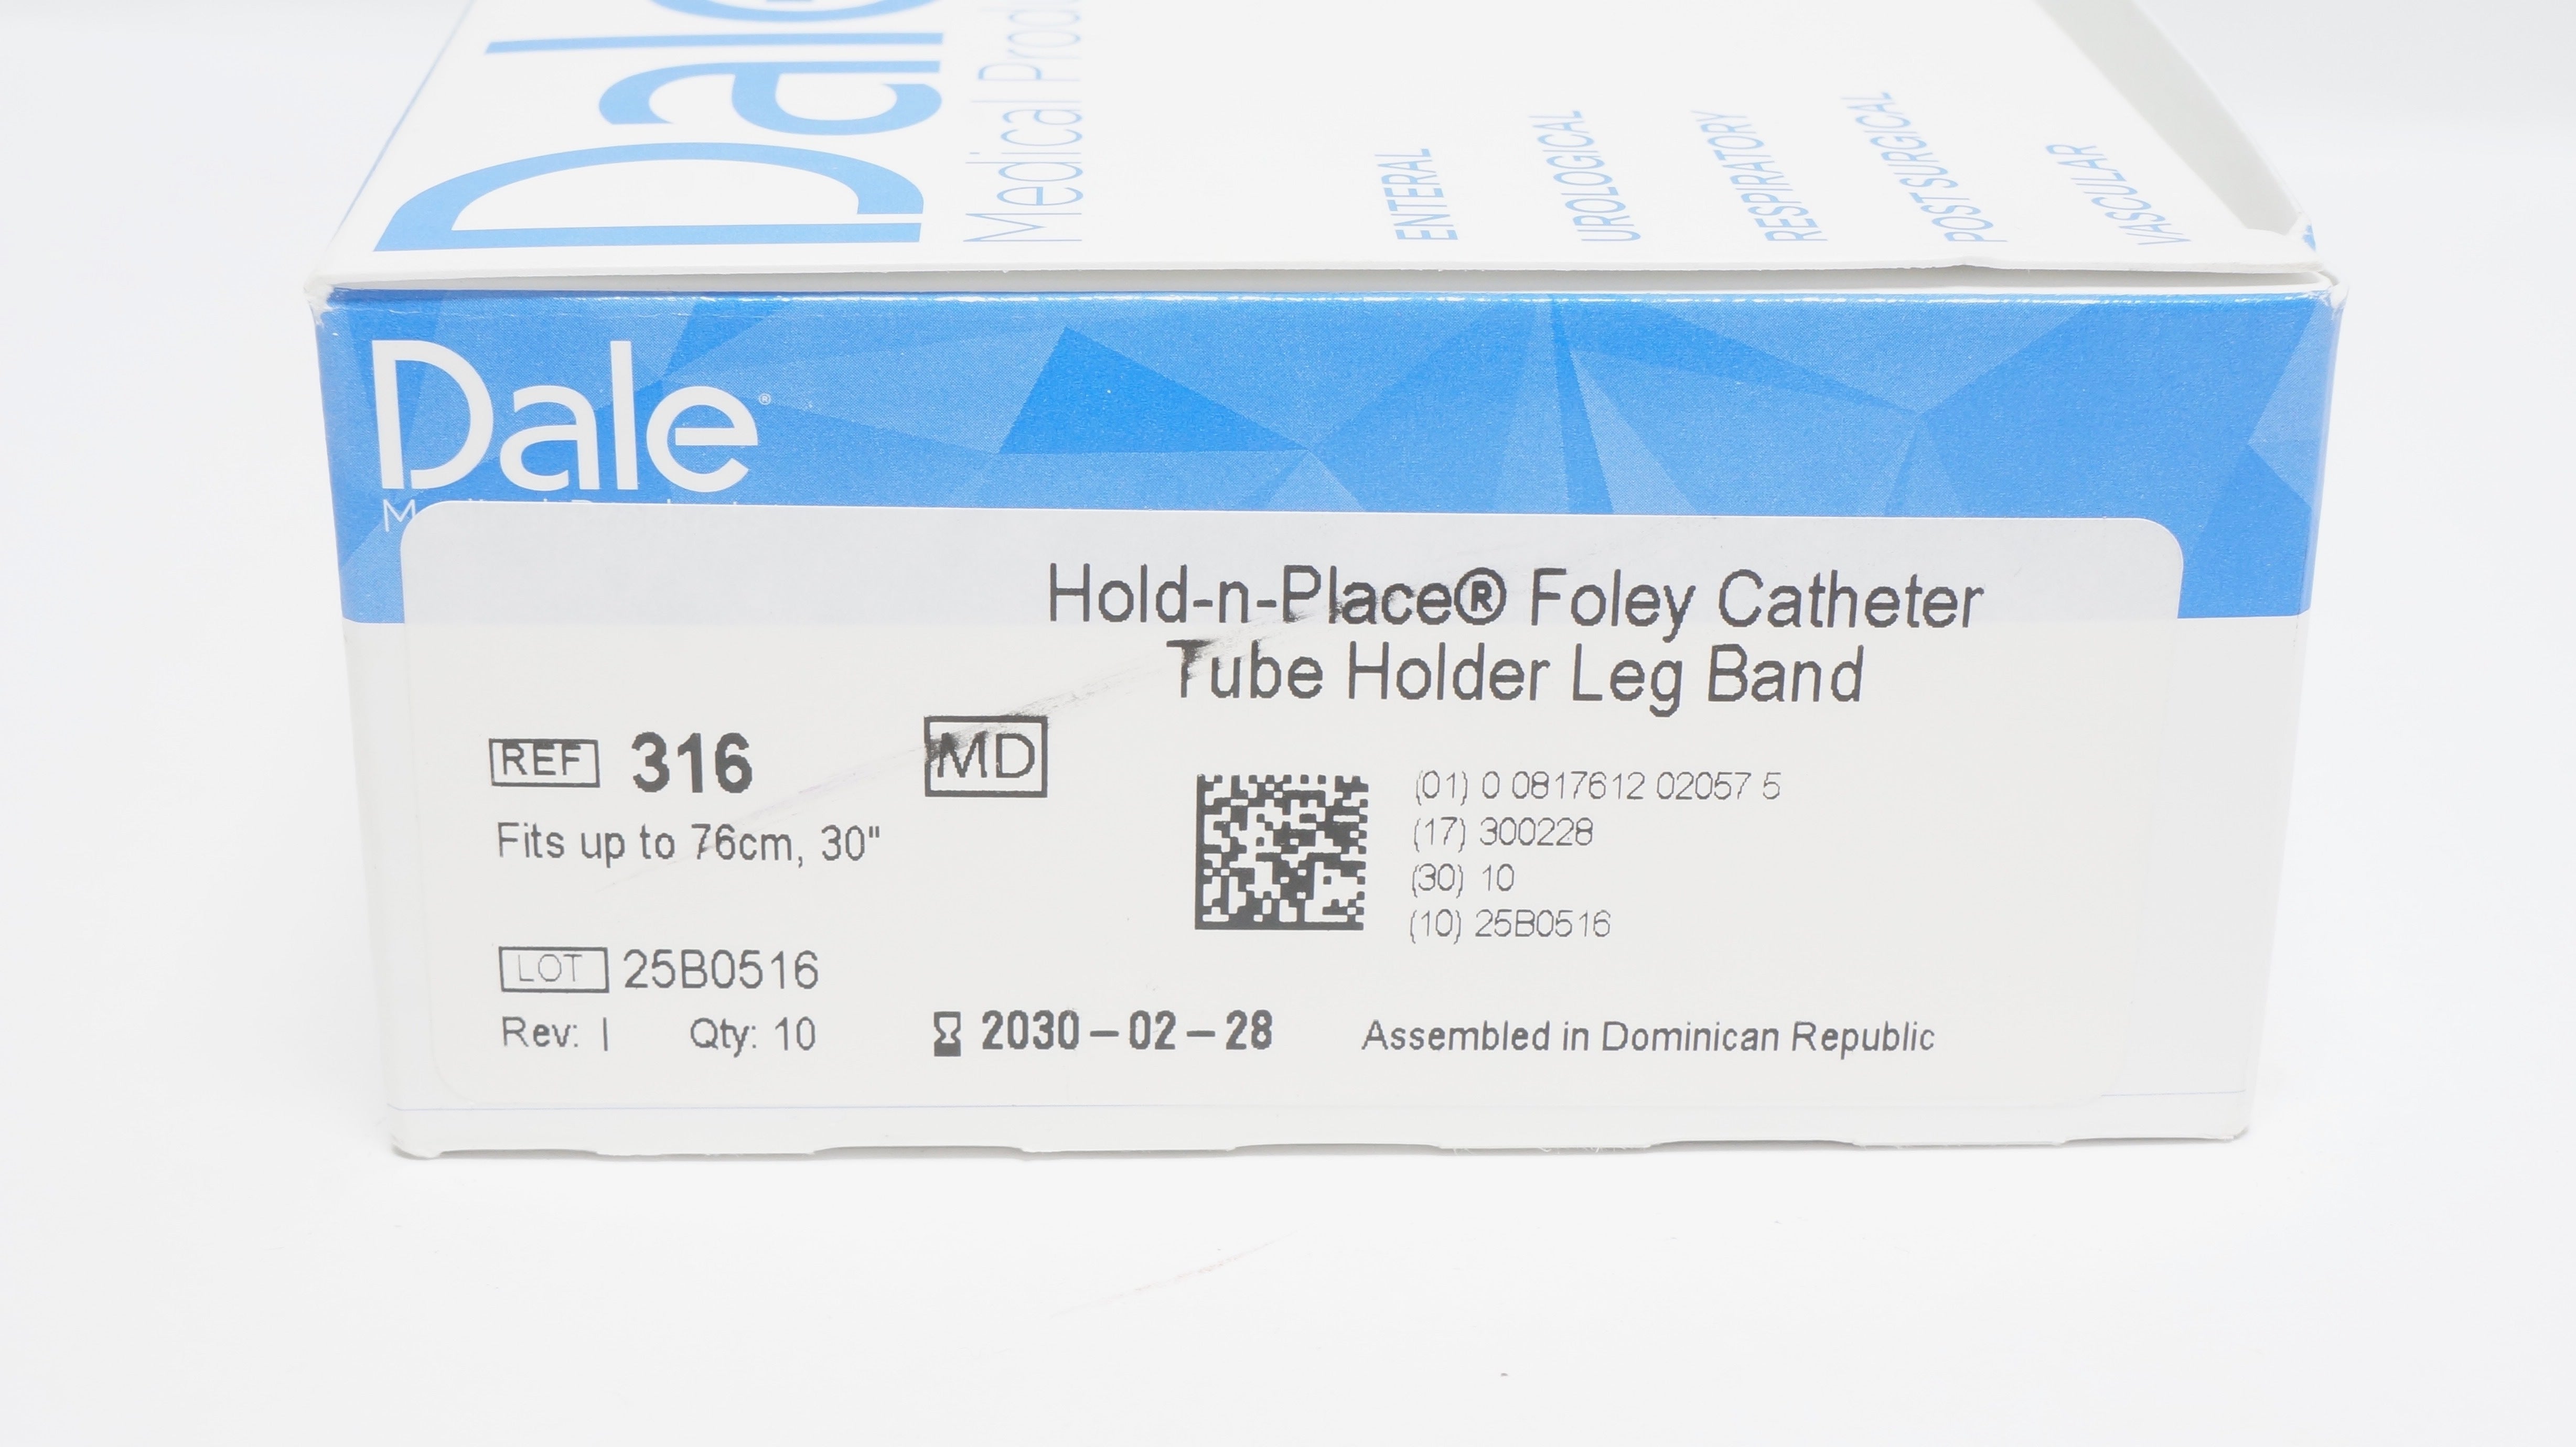 Dale
Medical
ENTERAL
UROLOGICAL
RESPIRATORY
POST SURGICAL
VASCULAR
Dale®
Hold-n-Place® Foley Catheter
Tube Holder Leg Band
REF 316
MD
Fits up to 76cm, 30"
(01) 0 0817612 02057 5
(17) 300228
(30) 10
(10) 25B0516
LOT 25B0516
Rev: I Qty: 10
2030-02-28
Assembled in Dominican Republic